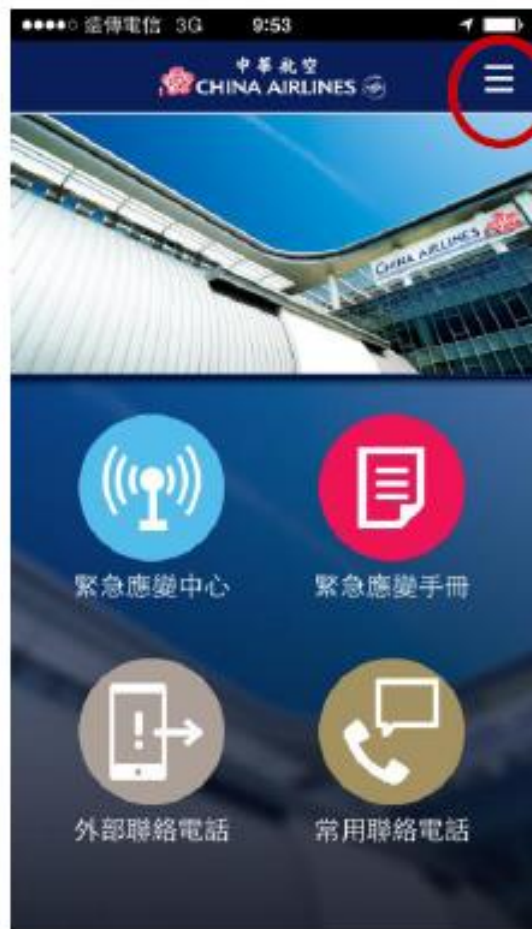 遠傳電信 3G 9:53
中華航空
CHINA AIRLINES
CHINA AIRLINES
緊急應變中心 緊急應變手冊
外部聯絡電話 常用聯絡電話